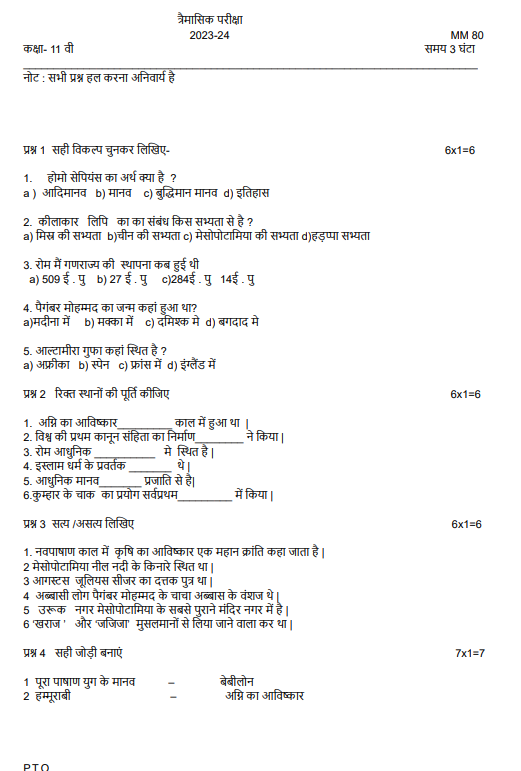 त्रैमासिक परीक्षा
2023-24 MM 80
कक्षा- 11 वी समय 3 घंटा
नोट : सभी प्रश्न हल करना अनिवार्य है
प्रश्न 1 सही विकल्प चुनकर लिखिए- 6x1=6
1. होमो सेपियंस का अर्थ क्या है ?
a ) आदिमानव b) मानव c) बुद्धिमान मानव d) इतिहास
2. कीलाकार लिपि का का संबंध किस सभ्यता से है ?
a) मिस्र की सभ्यता b)चीन की सभ्यता c) मेसोपोटामिया की सभ्यता d)हड़प्पा सभ्यता
3. रोम मैं गणराज्य की स्थापना कब हुई थी
a) 509 ई . पु b) 27 ई . पु c)284ई . पु 14ई . पु
4. पैगंबर मोहम्मद का जन्म कहां हुआ था?
a)मदीना में b) मक्का में c) दमिश्क मे d) बगदाद मे
5. आल्टामीरा गुफा कहां स्थित है ?
a) अफ्रीका b) स्पेन c) फ्रांस में d) इंग्लैंड में
प्रश्न 2 रिक्त स्थानों की पूर्ति कीजिए 6x1=6
1. अग्नि का आविष्कार_________ काल में हुआ था |
2. विश्व की प्रथम कानून संहिता का निर्माण________ ने किया |
3. रोम आधुनिक __________ मे स्थित है |
4. इस्लाम धर्म के प्रवर्तक _______ थे |
5. आधुनिक मानव_______ प्रजाति से है|
6.कुम्हार के चाक का प्रयोग सर्वप्रथम_________ में किया |
प्रश्न 3 सत्य /असत्य लिखिए 6x1=6
1. नवपाषाण काल में कृषि का आविष्कार एक महान क्रांति कहा जाता है |
2 मेसोपोटामिया नील नदी के किनारे स्थित था |
3 आगस्टस जूलियस सीजर का दत्तक पुत्र था |
4 अब्बासी लोग पैगंबर मोहम्मद के चाचा अब्बास के वंशज थे |
5 उरूक नगर मेसोपोटामिया के सबसे पुराने मंदिर नगर में है |
6 'खराज ' और 'जजिजा' मुसलमानों से लिया जाने वाला कर था |
प्रश्न 4 सही जोड़ी बनाएं 7x1=7
1 पूरा पाषाण युग के मानव – बेबीलोन
2 हम्मूराबी – अग्नि का आविष्कार
P.T.O